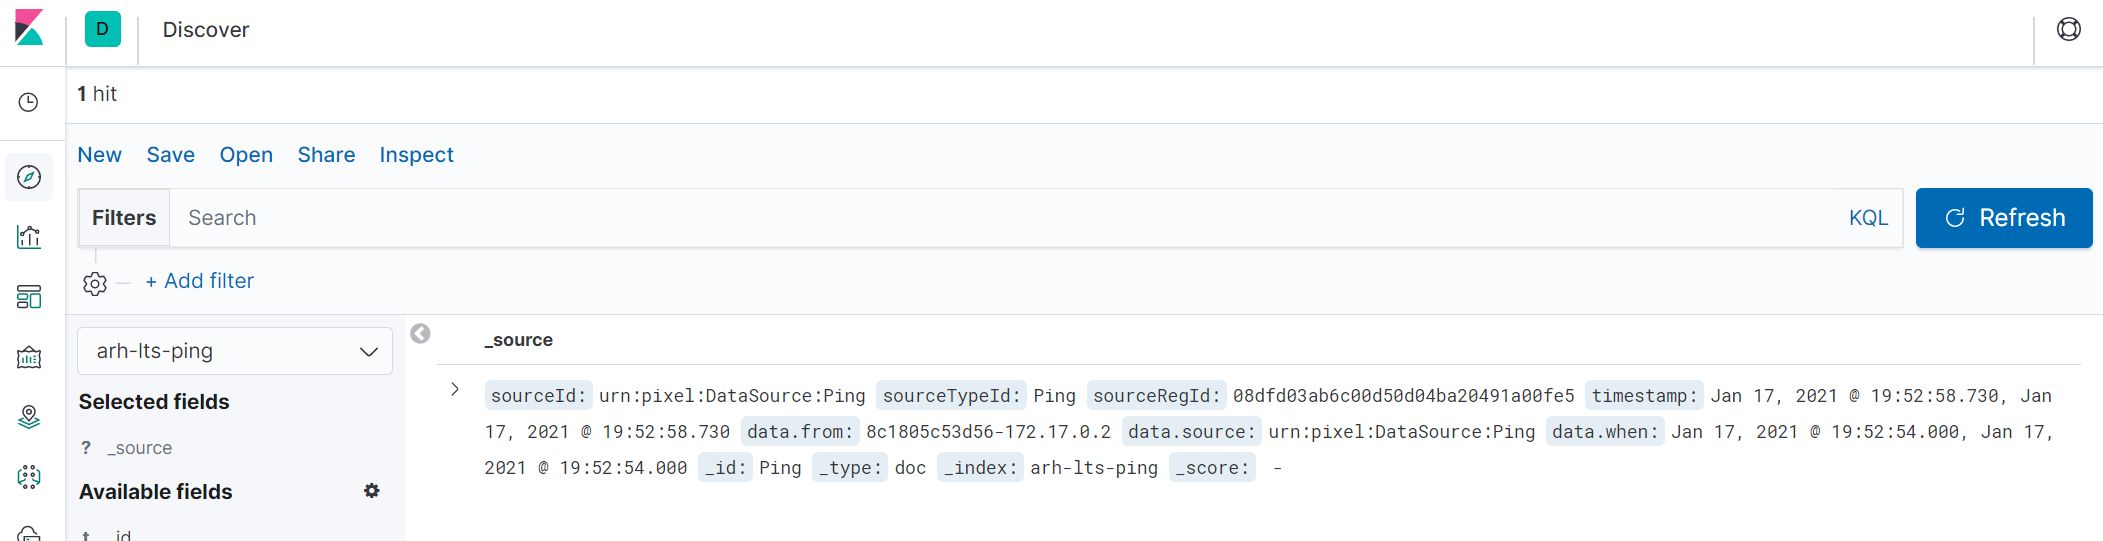 D Discover
1 hit
New Save Open Share Inspect
Filters Search KQL Refresh
+ Add filter
arh-lts-ping
Selected fields
? _source
Available fields
t _id
_source
sourceId: urn:pixel:DataSource:Ping sourceTypeId: Ping sourceRegId: 08dfd03ab6c00d50d04ba20491a00fe5 timestamp: Jan 17, 2021 @ 19:52:58.730, Jan
17, 2021 @ 19:52:58.730 data.from: 8c1805c53d56-172.17.0.2 data.source: urn:pixel:DataSource:Ping data.when: Jan 17, 2021 @ 19:52:54.000, Jan 17,
2021 @ 19:52:54.000 _id: Ping _type: doc _index: arh-lts-ping _score: -